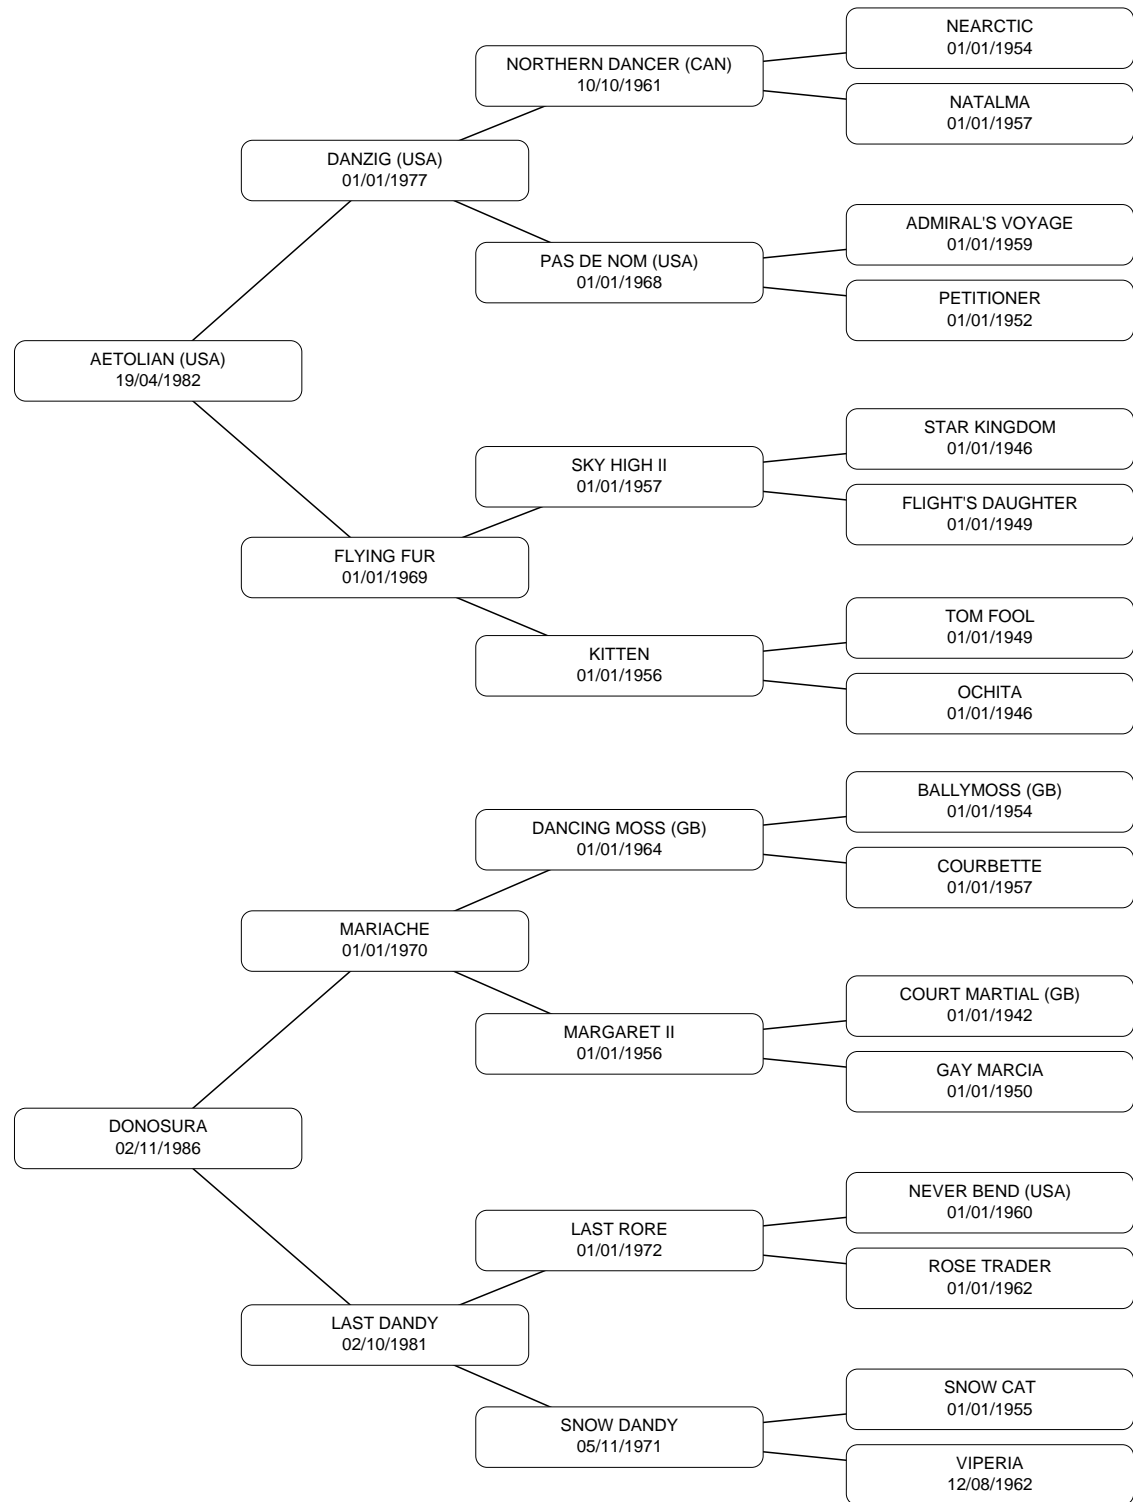 NEARCTIC
01/01/1954
NORTHERN DANCER (CAN)
10/10/1961
NATALMA
01/01/1957
DANZIG (USA)
01/01/1977
ADMIRAL'S VOYAGE
01/01/1959
PAS DE NOM (USA)
01/01/1968
PETITIONER
01/01/1952
AETOLIAN (USA)
19/04/1982
STAR KINGDOM
01/01/1946
SKY HIGH II
01/01/1957
FLIGHT'S DAUGHTER
01/01/1949
FLYING FUR
01/01/1969
TOM FOOL
01/01/1949
KITTEN
01/01/1956
OCHITA
01/01/1946
BALLYMOSS (GB)
01/01/1954
DANCING MOSS (GB)
01/01/1964
COURBETTE
01/01/1957
MARIACHE
01/01/1970
COURT MARTIAL (GB)
01/01/1942
MARGARET II
01/01/1956
GAY MARCIA
01/01/1950
DONOSURA
02/11/1986
NEVER BEND (USA)
01/01/1960
LAST RORE
01/01/1972
ROSE TRADER
01/01/1962
LAST DANDY
02/10/1981
SNOW CAT
01/01/1955
SNOW DANDY
05/11/1971
VIPERIA
12/08/1962